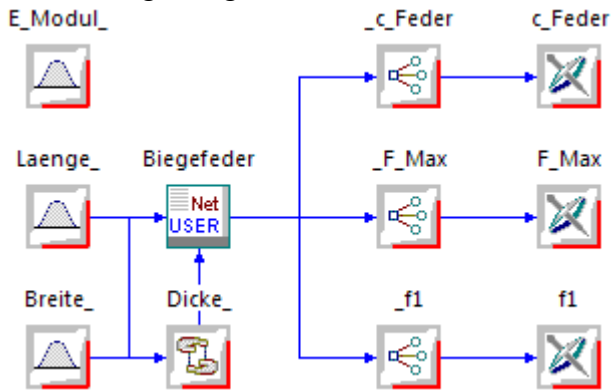 E_Modul_
_c_Feder
c_Feder
Laenge_
Biegefeder
_F_Max
F_Max
Net
USER
Breite_
Dicke_
_f1
f1